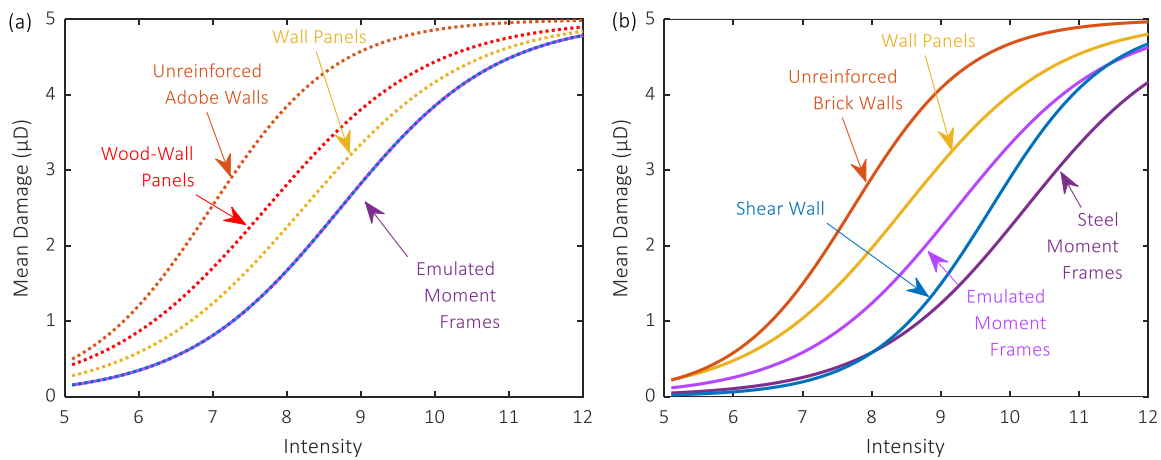 (a)
Mean Damage (μD)
5
4
3
2
1
0
5 6 7 8 9 10 11 12
Intensity
Wall Panels
Unreinforced
Adobe Walls
Wood-Wall
Panels
Emulated
Moment
Frames
(b)
Mean Damage (μD)
5
4
3
2
1
0
5 6 7 8 9 10 11 12
Intensity
Wall Panels
Unreinforced
Brick Walls
Shear Wall
Steel
Moment
Frames
Emulated
Moment
Frames